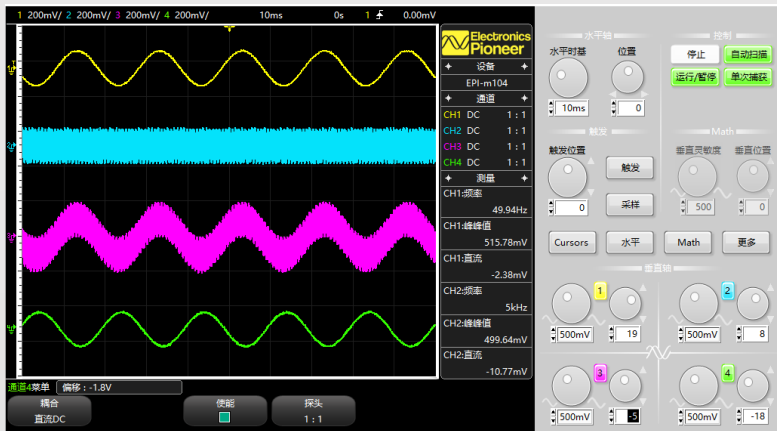 1 200mV/ 2 200mV/ 3 200mV/ 4 200mV/ 10ms 0s 1 0.00mV
Electronics
Pioneer
设备
EPI-m104
通道
CH1 DC 1 : 1
CH2 DC 1 : 1
CH3 DC 1 : 1
CH4 DC 1 : 1
测量
CH1:频率
49.94Hz
CH1:峰峰值
515.78mV
CH1:直流
-2.38mV
CH2:频率
5kHz
CH2:峰峰值
499.64mV
CH2:直流
-10.77mV
通道4菜单 偏移：-1.8V
耦合
直流DC
使能
探头
1 : 1
水平轴
水平时基 位置
10ms 0
控制
停止 自动扫描
运行/暂停 单次捕获
触发
触发位置
0
触发
采样
Math
垂直灵敏度 垂直位置
500 0
Cursors 水平 Math 更多
垂直轴
1
500mV 19
2
500mV 8
3
500mV -5
4
500mV -18